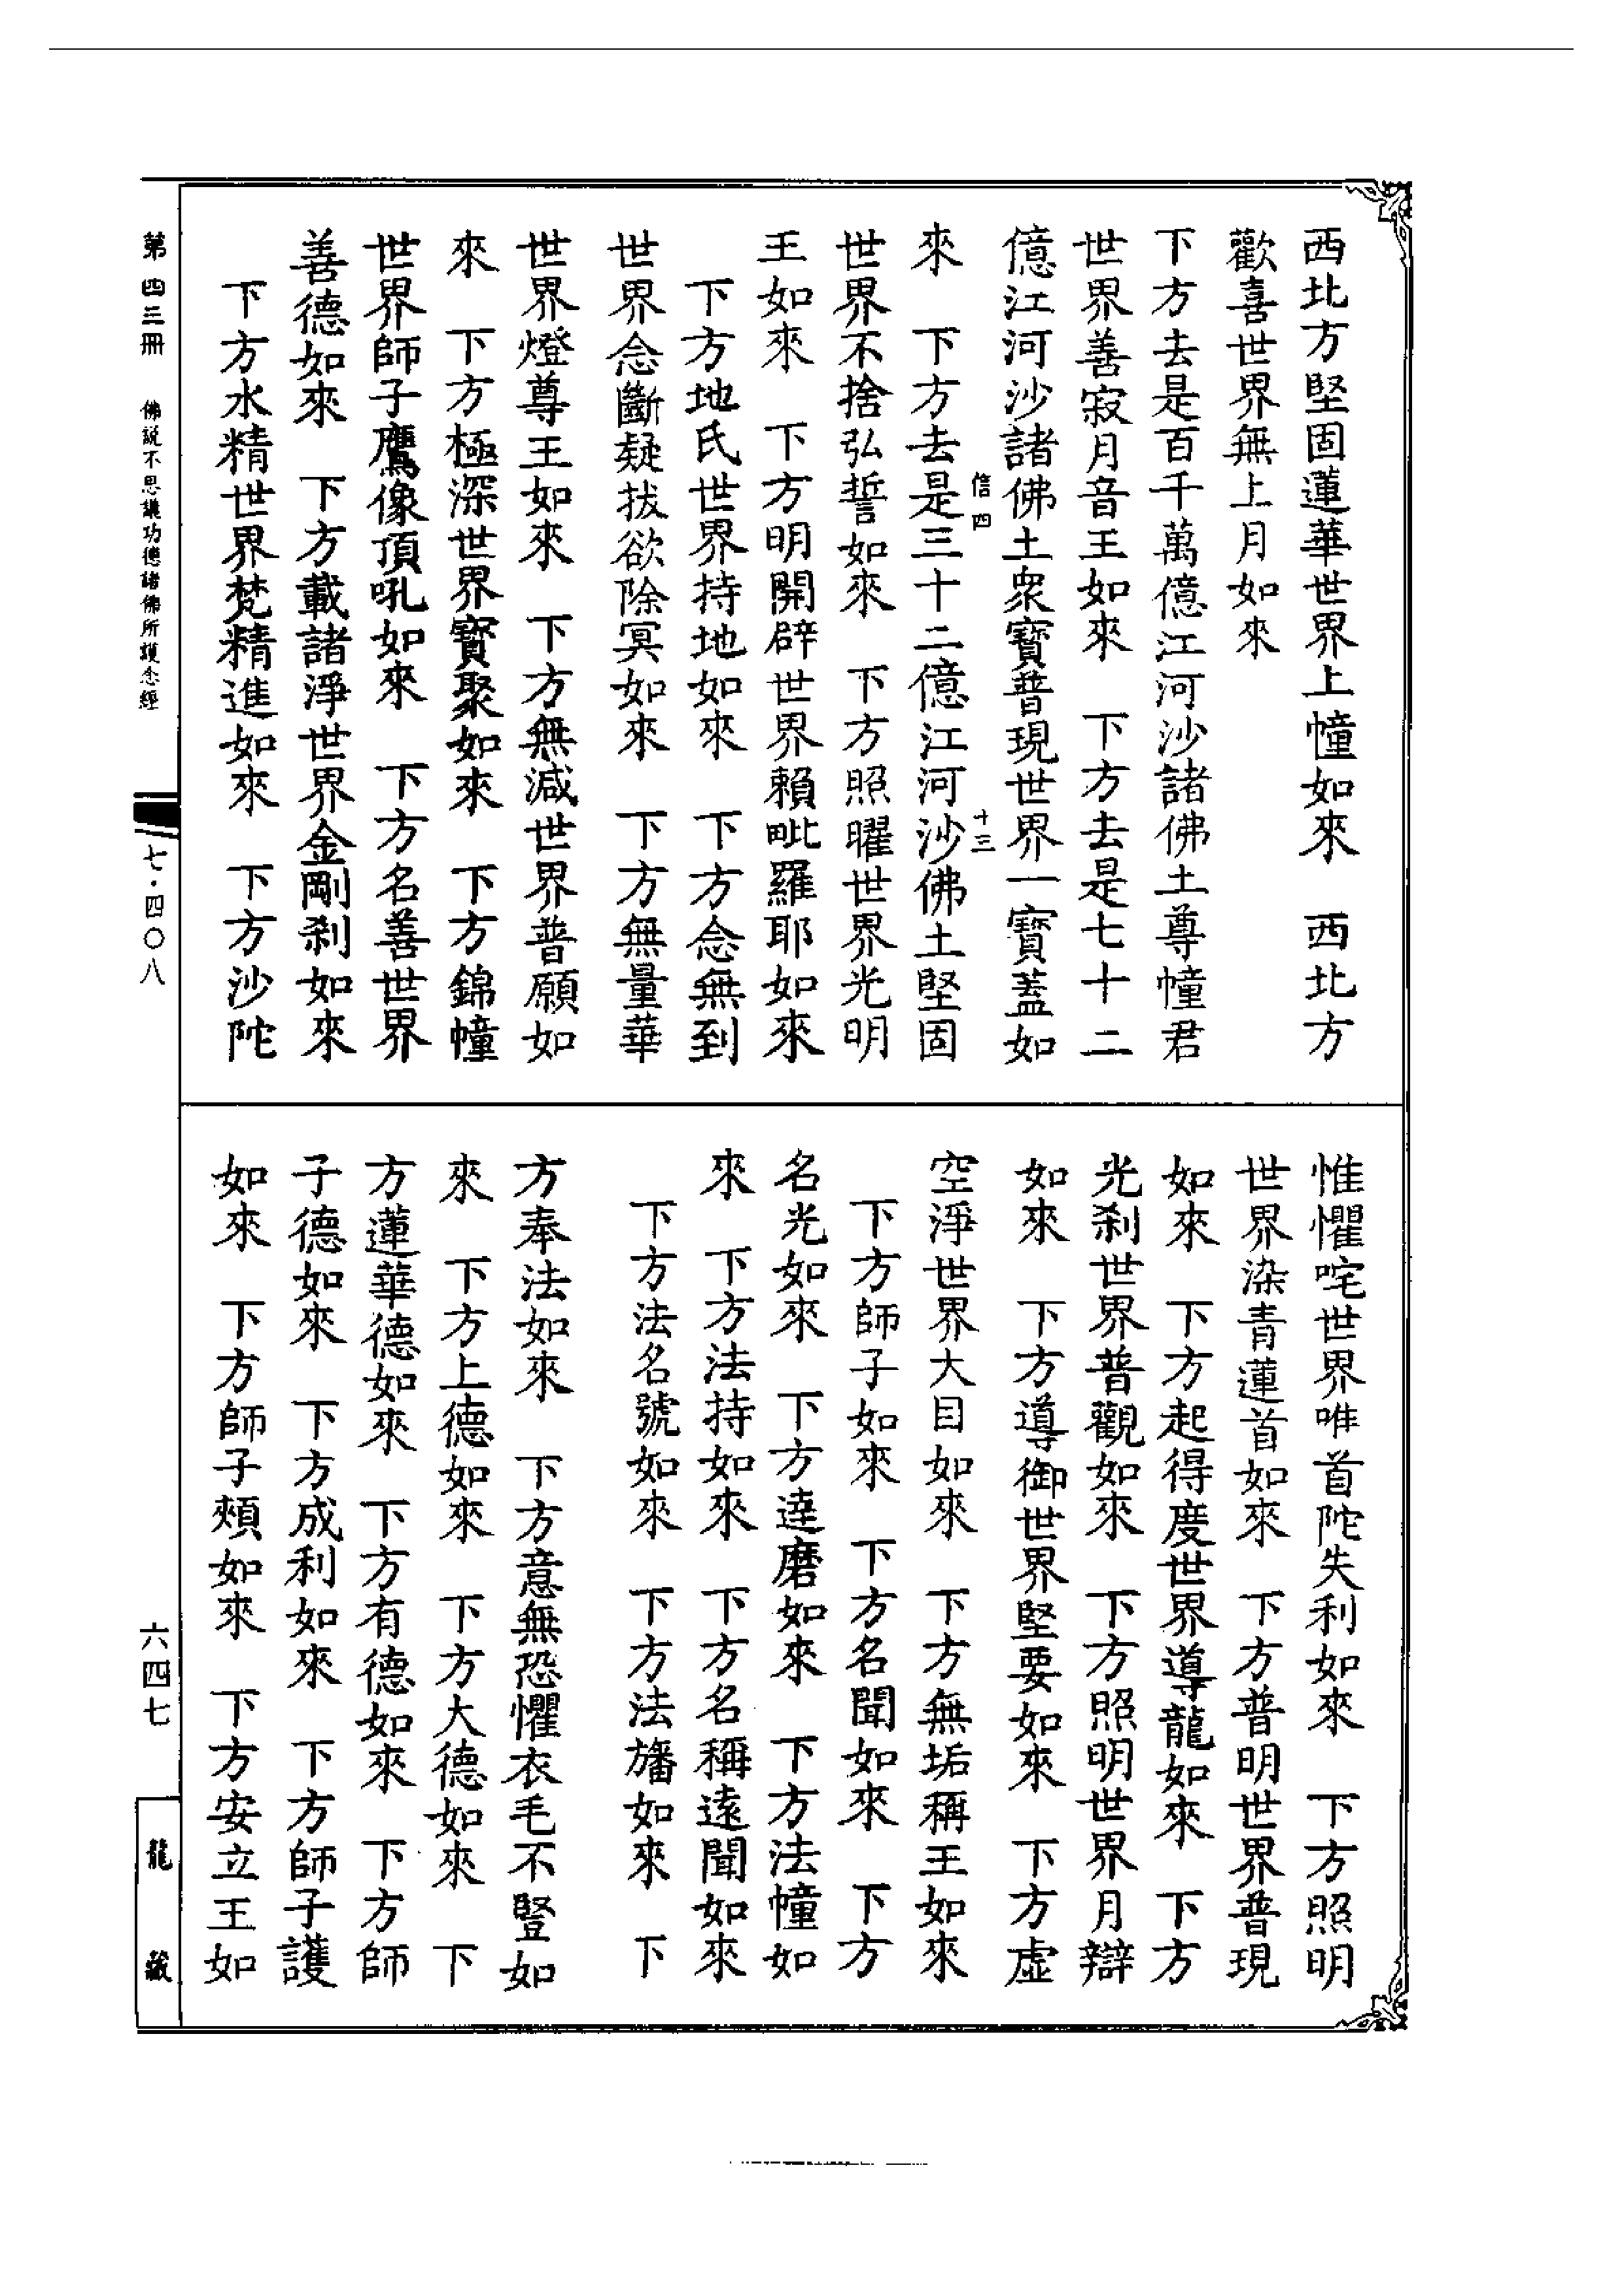 西北方堅固蓮華世界上幢如來　西北方
歡喜世界無上月如來
下方去是百千萬億江河沙諸佛土尊幢君
世界善寂月音王如來　下方去是七十二
億江河沙諸佛土眾寶普現世界一寶蓋如
信四　十三
來　下方去是三十二億江河沙佛土堅固
世界不捨弘誓如來　下方照曜世界光明
王如來　下方明開辟世界賴毗羅耶如來
下方地氏世界持地如來　下方念無到
世界念斷疑拔欲除冥如來　下方無量華
世界燈尊王如來　下方無減世界普願如
來　下方極深世界寶聚如來　下方錦幢
世界師子鷹像頂吼如來　下方名善世界
善德如來　下方載諸淨世界金剛剎如來
下方水精世界梵精進如來　下方沙陀
惟懼咤世界唯首陀失利如來　下方照明
世界染青蓮首如來　下方普明世界普現
如來　下方起得度世界導龍如來　下方
光剎世界普觀如來　下方照明世界月辯
如來　下方導御世界堅要如來　下方虛
空淨世界大目如來　下方無垢稱王如來
下方師子如來　下方名聞如來　下方
名光如來　下方達磨如來　下方法幢如
來　下方法持如來　下方名稱遠聞如來
下方法名號如來　下方法旛如來　下
方奉法如來　下方意無恐懼衣毛不豎如
來　下方上德如來　下方大德如來　下
方蓮華德如來　下方有德如來　下方師
子德如來　下方成利如來　下方師子護
如來　下方師子頰如來　下方安立王如
第四三冊　佛說不思議功德諸佛所護念經
七·四〇八
六四七
龍藏